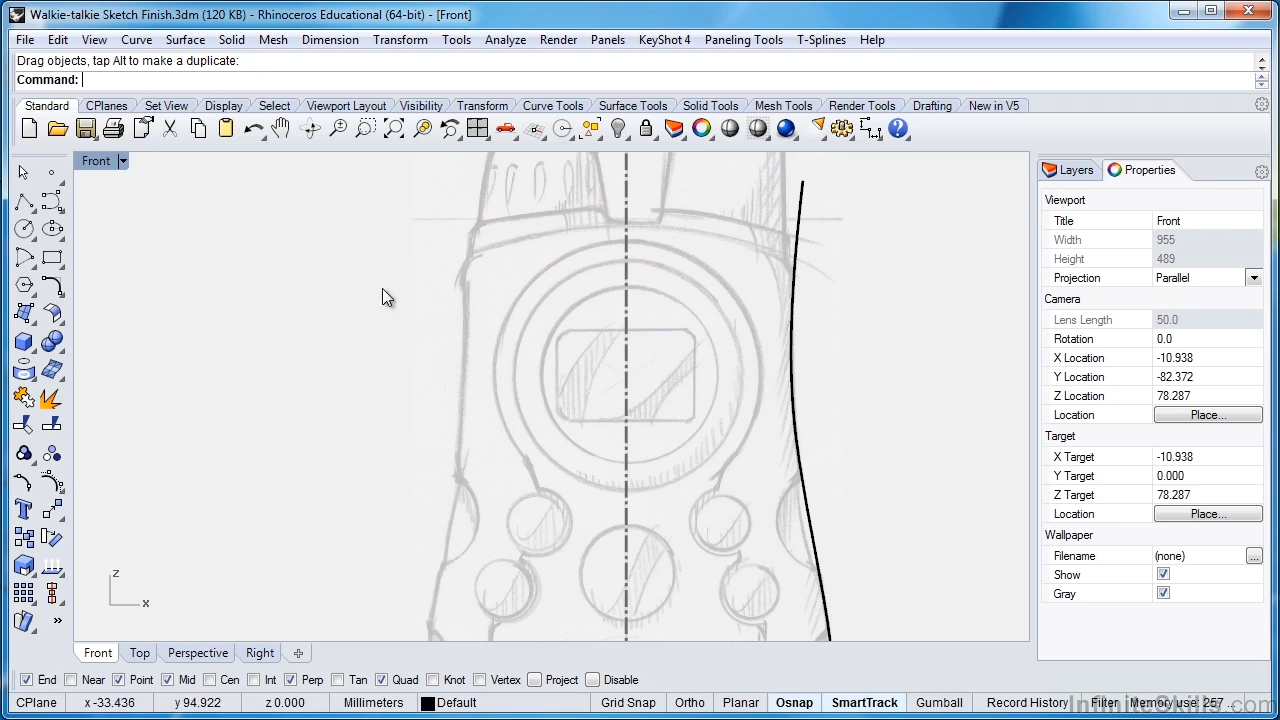 Walkie-talkie Sketch Finish.3dm (120 KB) - Rhinoceros Educational (64-bit) - [Front]
File Edit View Curve Surface Solid Mesh Dimension Transform Tools Analyze Render Panels KeyShot 4 Paneling Tools T-Splines Help
Drag objects, tap Alt to make a duplicate:
Command:
Standard CPlanes Set View Display Select Viewport Layout Visibility Transform Curve Tools Surface Tools Solid Tools Mesh Tools Render Tools Drafting New in V5
Front
Layers Properties
Viewport
Title Front
Width 955
Height 489
Projection Parallel
Camera
Lens Length 50.0
Rotation 0.0
X Location -10.938
Y Location -82.372
Z Location 78.287
Location Place...
Target
X Target -10.938
Y Target 0.000
Z Target 78.287
Location Place...
Wallpaper
Filename (none) ...
Show
Gray
z
x
Front Top Perspective Right
End Near Point Mid Cen Int Perp Tan Quad Knot Vertex Project Disable
CPlane x -33.436 y 94.922 z 0.000 Millimeters Default Grid Snap Ortho Planar Osnap SmartTrack Gumball Record History Filter Memory use: 257 ...
InfiniteSkills.com